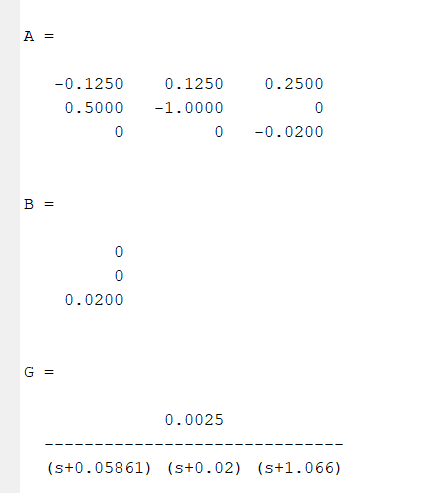 A =
-0.1250 0.1250 0.2500
0.5000 -1.0000 0
0 0 -0.0200
B =
0
0
0.0200
G =
0.0025
------------------------------
(s+0.05861) (s+0.02) (s+1.066)